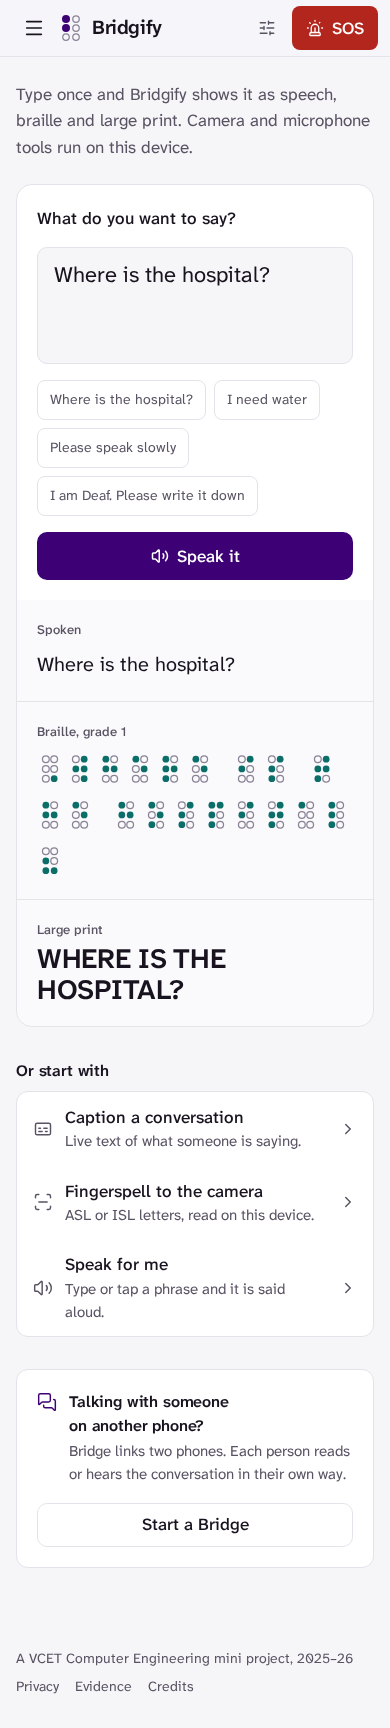 Bridgify
SOS
Type once and Bridgify shows it as speech,
braille and large print. Camera and microphone
tools run on this device.
What do you want to say?
Where is the hospital?
Where is the hospital?
I need water
Please speak slowly
I am Deaf. Please write it down
Speak it
Spoken
Where is the hospital?
Braille, grade 1
⠠⠺⠓⠑⠗⠑ ⠊⠎ ⠞
⠓⠑ ⠓⠕⠎⠏⠊⠞⠁⠇
⠦
Large print
WHERE IS THE
HOSPITAL?
Or start with
Caption a conversation
Live text of what someone is saying.
Fingerspell to the camera
ASL or ISL letters, read on this device.
Speak for me
Type or tap a phrase and it is said
aloud.
Talking with someone
on another phone?
Bridge links two phones. Each person reads
or hears the conversation in their own way.
Start a Bridge
A VCET Computer Engineering mini project, 2025–26
Privacy
Evidence
Credits